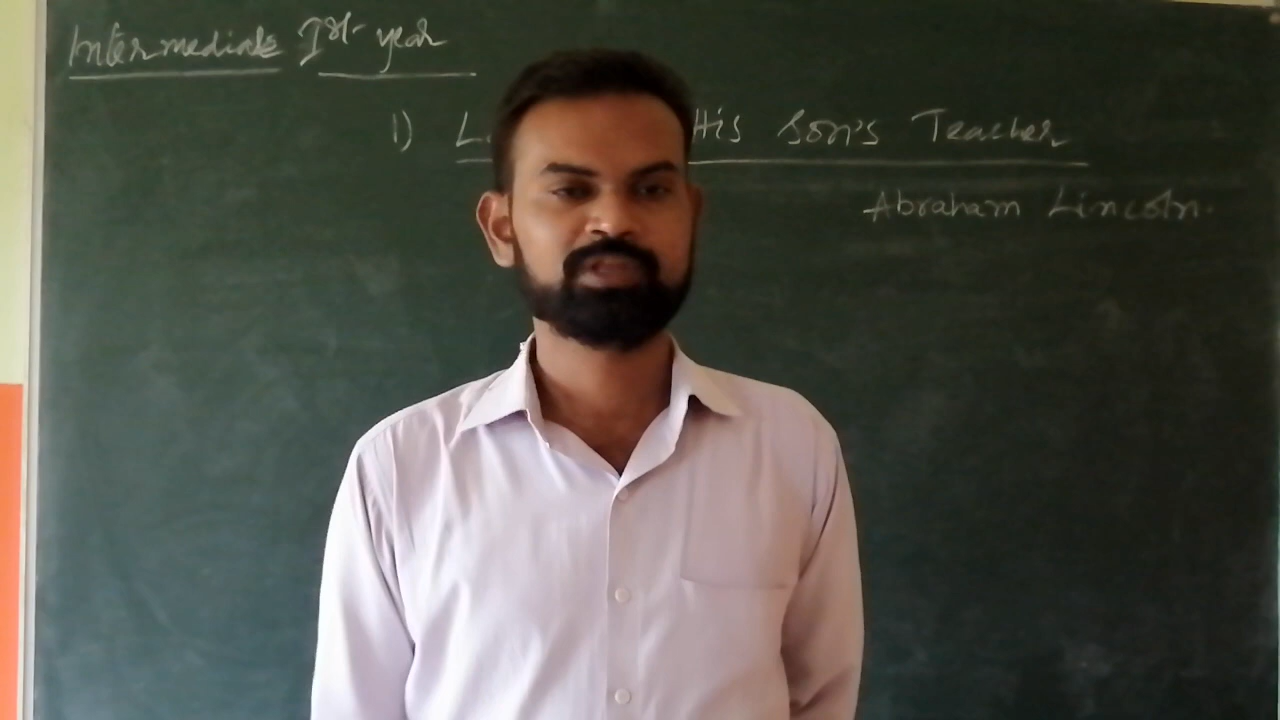 Intermediate Ist year
1) L His Son's Teacher
Abraham Lincoln.